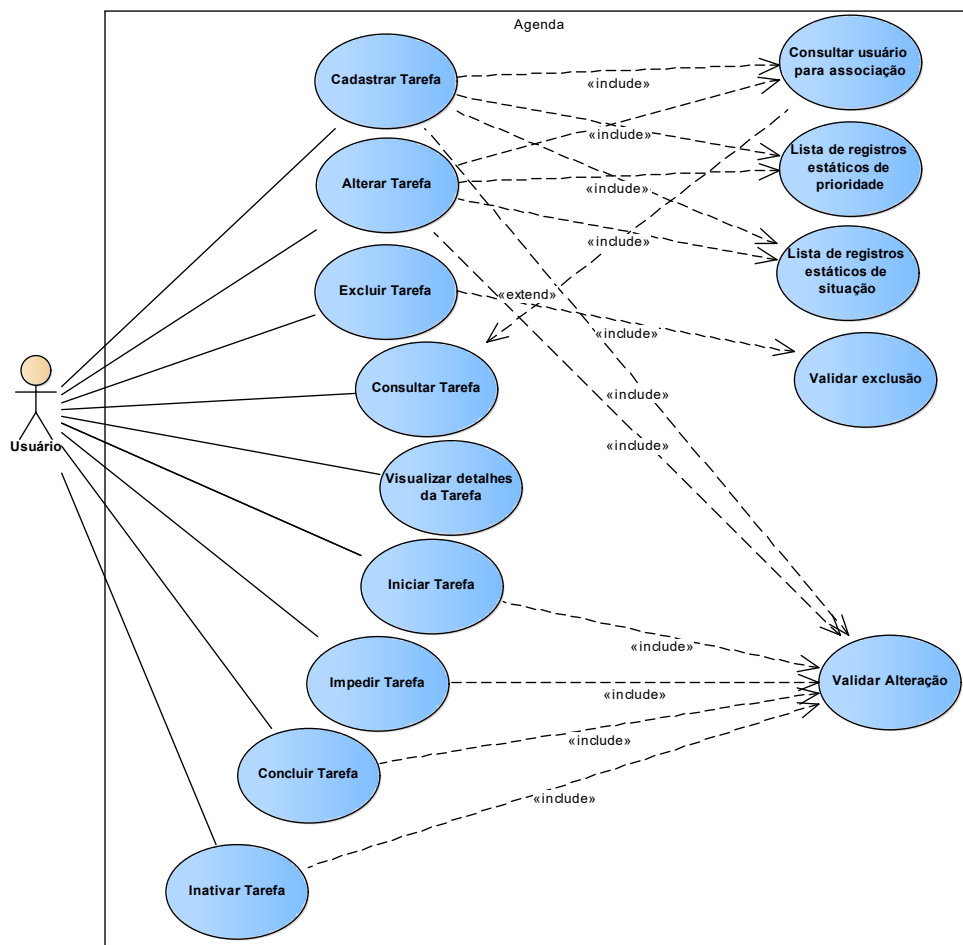 Agenda
Cadastrar Tarefa
Consultar usuário
para associação
«include»
«include»
Lista de registros
estáticos de
prioridade
Alterar Tarefa
«include»
«include»
Lista de registros
estáticos de
situação
Excluir Tarefa
«extend»
«include»
«include»
Consultar Tarefa
Validar exclusão
«include»
Usuário
«include»
Visualizar detalhes
da Tarefa
Iniciar Tarefa
«include»
Impedir Tarefa
«include»
Validar Alteração
«include»
Concluir Tarefa
«include»
Inativar Tarefa